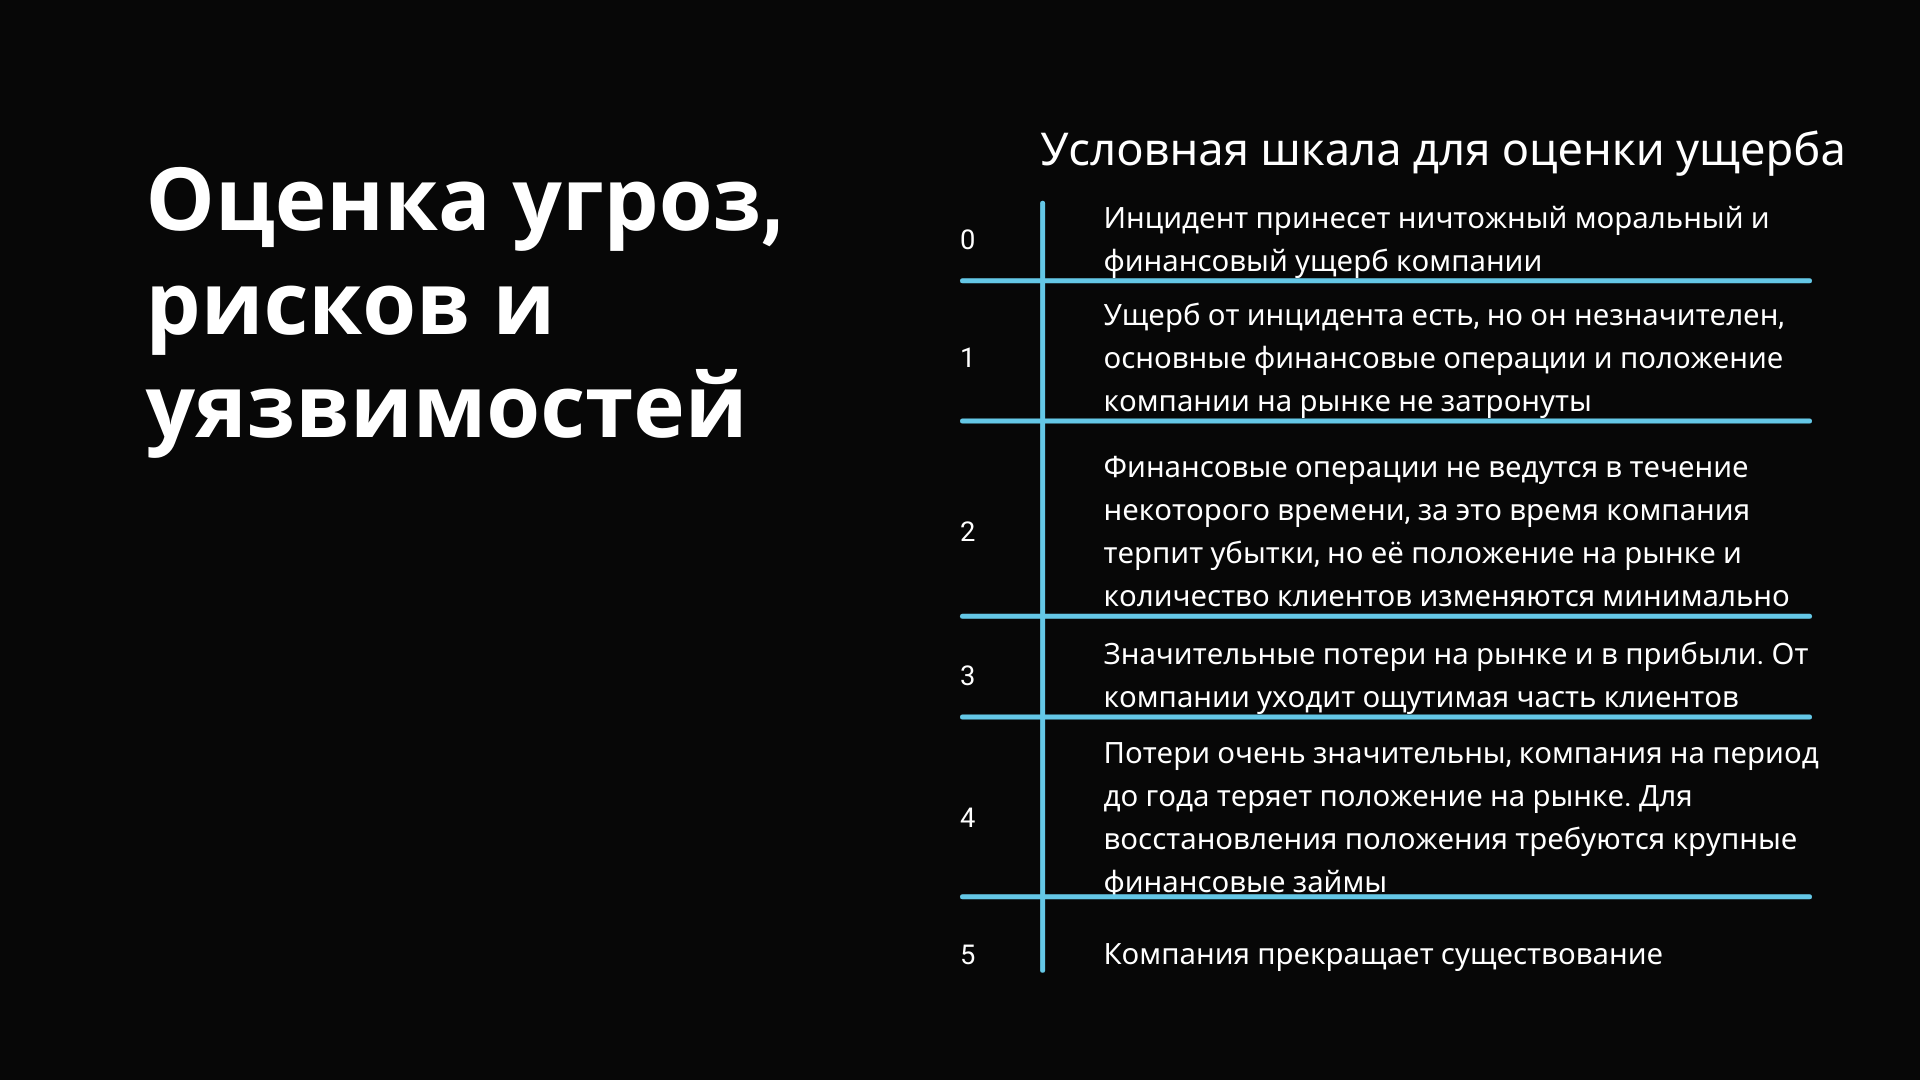 Оценка угроз,
рисков и
уязвимостей
Условная шкала для оценки ущерба
0
Инцидент принесет ничтожный моральный и
финансовый ущерб компании
1
Ущерб от инцидента есть, но он незначителен,
основные финансовые операции и положение
компании на рынке не затронуты
2
Финансовые операции не ведутся в течение
некоторого времени, за это время компания
терпит убытки, но её положение на рынке и
количество клиентов изменяются минимально
3
Значительные потери на рынке и в прибыли. От
компании уходит ощутимая часть клиентов
4
Потери очень значительны, компания на период
до года теряет положение на рынке. Для
восстановления положения требуются крупные
финансовые займы
5
Компания прекращает существование